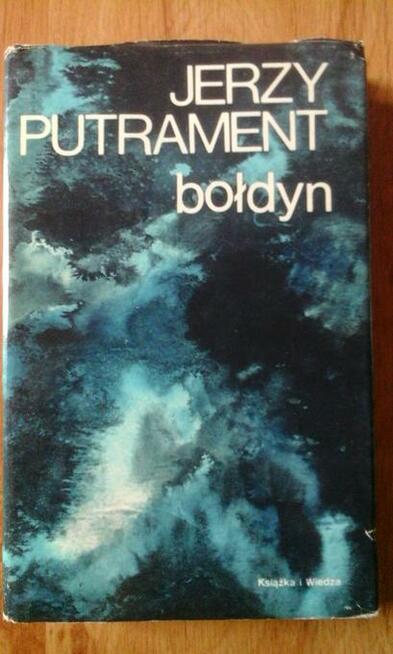 JERZY
PUTRAMENT
bołdyn
Książka i Wiedza